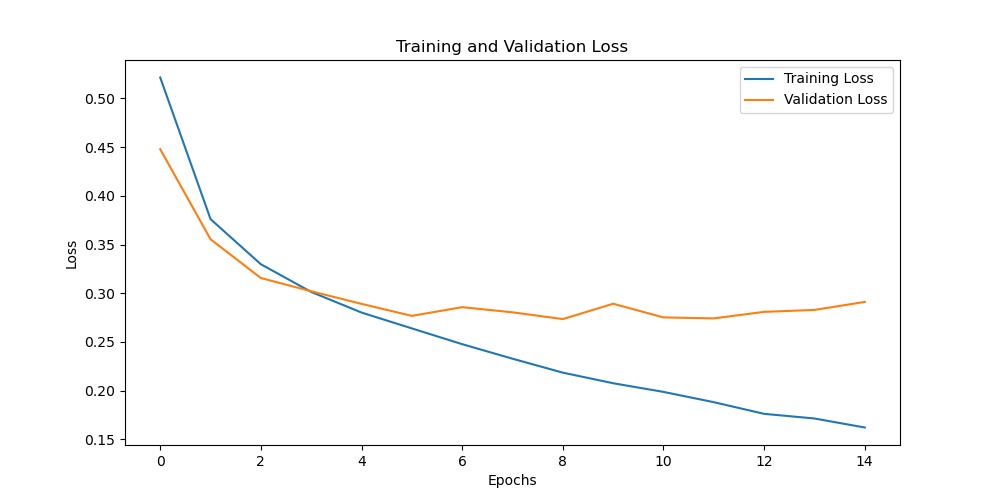 Training and Validation Loss
Training Loss
Validation Loss
0.50
0.45
0.40
0.35
0.30
0.25
0.20
0.15
Loss
0 2 4 6 8 10 12 14
Epochs